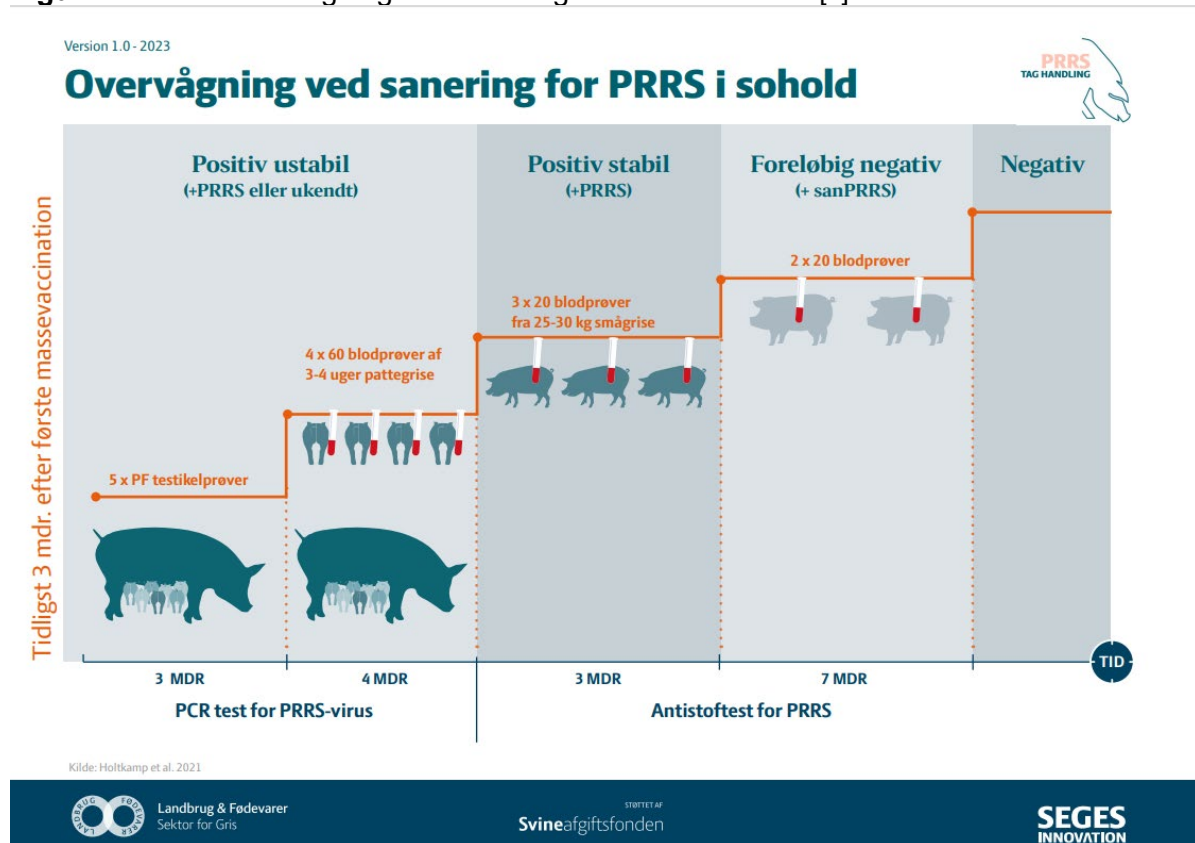 Version 1.0 - 2023
Overvågning ved sanering for PRRS i sohold
PRRS
TAG HANDLING
Positiv ustabil
(+PRRS eller ukendt)
Positiv stabil
(+PRRS)
Foreløbig negativ
(+ sanPRRS)
Negativ
Tidligst 3 mdr. efter første massevaccination
5 x PF testikelprøver
4 x 60 blodprøver af
3-4 uger pattegrise
3 x 20 blodprøver
fra 25-30 kg smågrise
2 x 20 blodprøver
TID
3 MDR
4 MDR
3 MDR
7 MDR
PCR test for PRRS-virus
Antistoftest for PRRS
Kilde: Holtkamp et al. 2021
LANDBRUG FØDEVARER
Landbrug & Fødevarer
Sektor for Gris
STØTTET AF
Svineafgiftsfonden
SEGES
INNOVATION